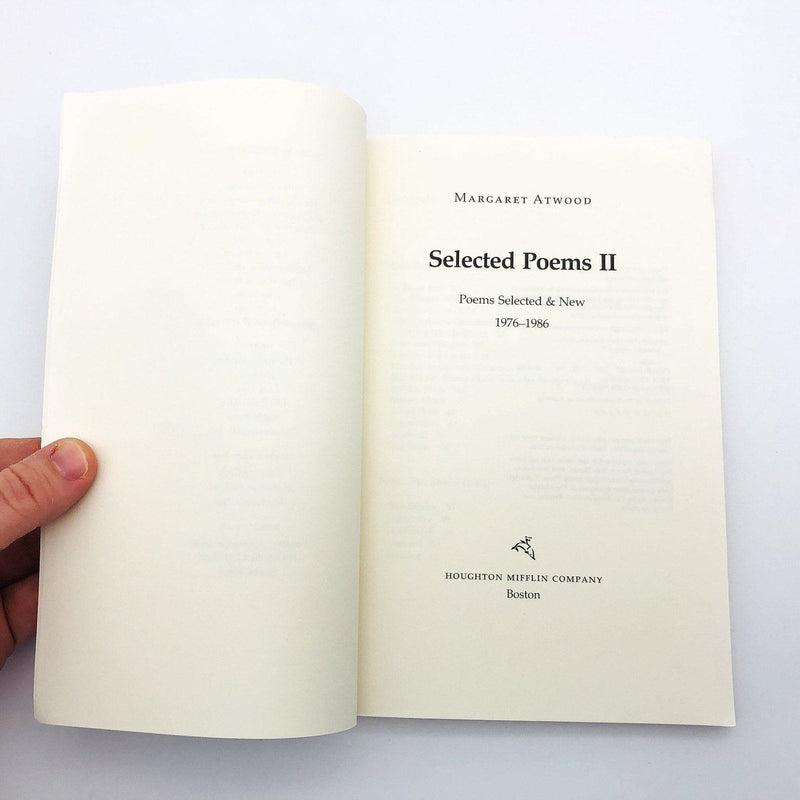 Margaret Atwood
Selected Poems II
Poems Selected & New
1976–1986
HOUGHTON MIFFLIN COMPANY
Boston